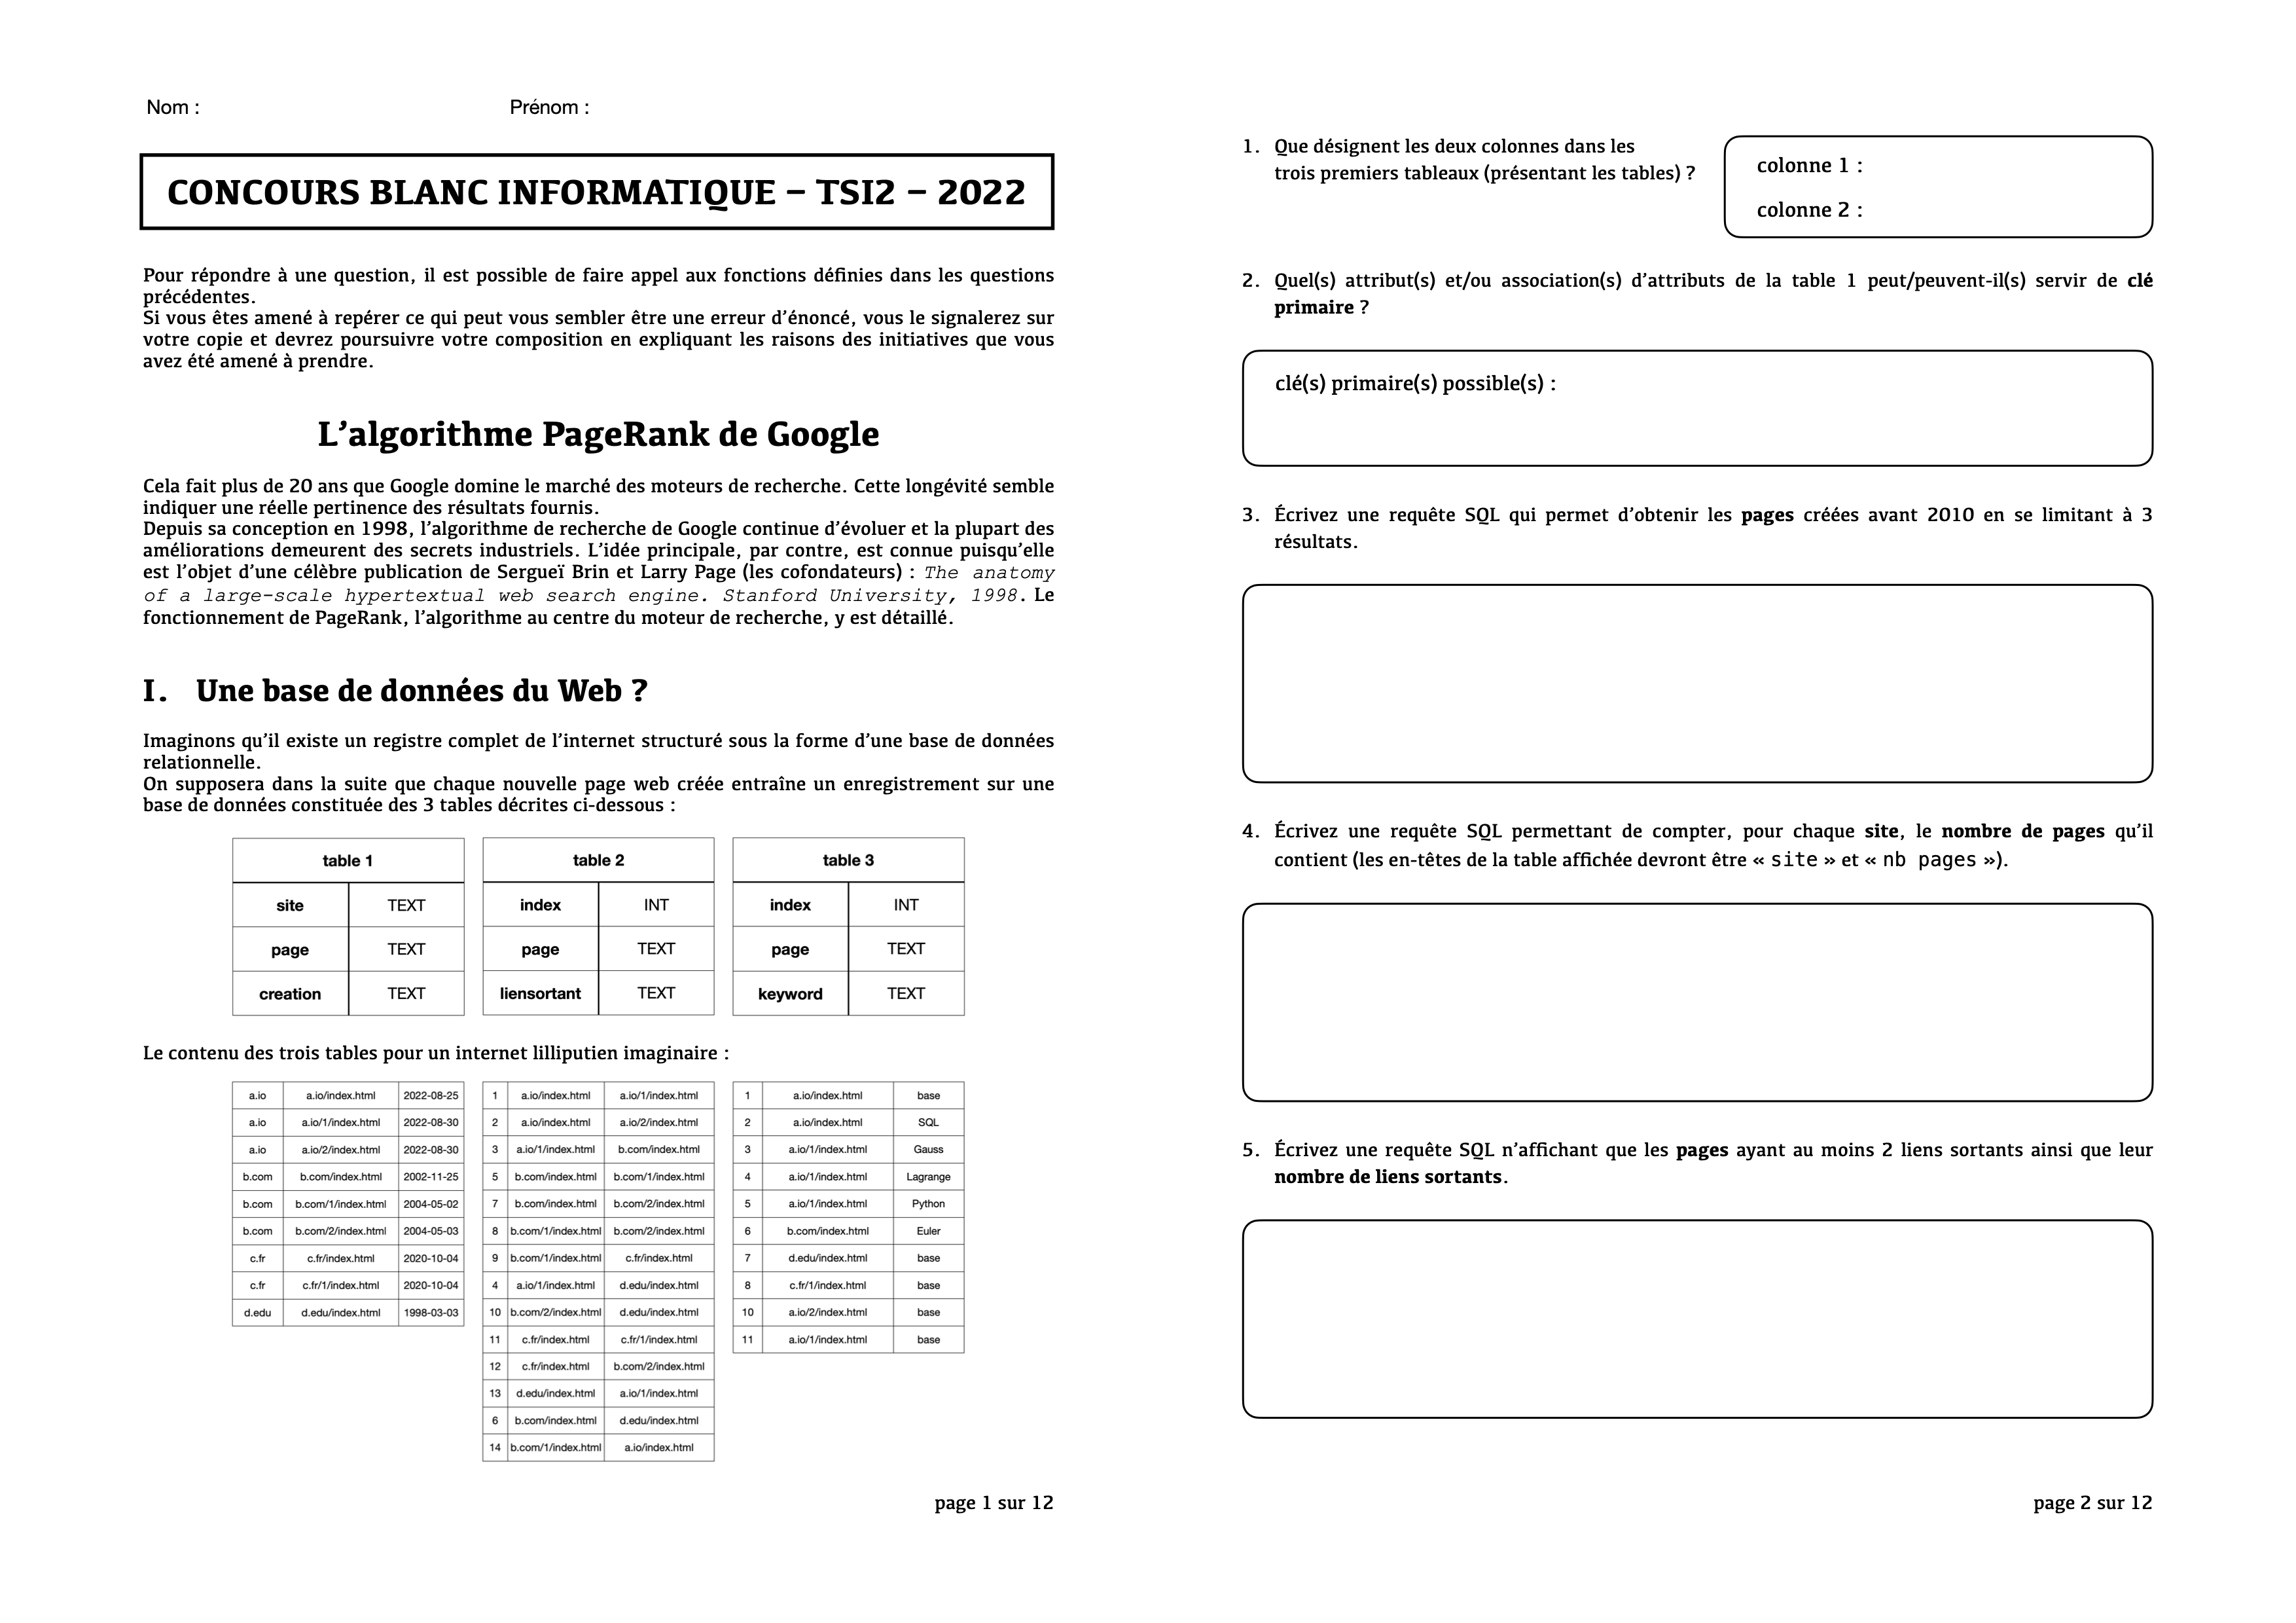 Nom : Prénom :
CONCOURS BLANC INFORMATIQUE – TSI2 – 2022
Pour répondre à une question, il est possible de faire appel aux fonctions définies dans les questions
précédentes.
Si vous êtes amené à repérer ce qui peut vous sembler être une erreur d’énoncé, vous le signalerez sur
votre copie et devrez poursuivre votre composition en expliquant les raisons des initiatives que vous
avez été amené à prendre.
L’algorithme PageRank de Google
Cela fait plus de 20 ans que Google domine le marché des moteurs de recherche. Cette longévité semble
indiquer une réelle pertinence des résultats fournis.
Depuis sa conception en 1998, l’algorithme de recherche de Google continue d’évoluer et la plupart des
améliorations demeurent des secrets industriels. L’idée principale, par contre, est connue puisqu’elle
est l’objet d’une célèbre publication de Sergueï Brin et Larry Page (les cofondateurs) : The anatomy
of a large-scale hypertextual web search engine. Stanford University, 1998. Le
fonctionnement de PageRank, l’algorithme au centre du moteur de recherche, y est détaillé.
I. Une base de données du Web ?
Imaginons qu’il existe un registre complet de l’internet structuré sous la forme d’une base de données
relationnelle.
On supposera dans la suite que chaque nouvelle page web créée entraîne un enregistrement sur une
base de données constituée des 3 tables décrites ci-dessous :
table 1
site TEXT
page TEXT
creation TEXT
table 2
index INT
page TEXT
liensortant TEXT
table 3
index INT
page TEXT
keyword TEXT
Le contenu des trois tables pour un internet lilliputien imaginaire :
a.io a.io/index.html 2022-08-25
a.io a.io/1/index.html 2022-08-30
a.io a.io/2/index.html 2022-08-30
b.com b.com/index.html 2002-11-25
b.com b.com/1/index.html 2004-05-02
b.com b.com/2/index.html 2004-05-03
c.fr c.fr/index.html 2020-10-04
c.fr c.fr/1/index.html 2020-10-04
d.edu d.edu/index.html 1998-03-03
1 a.io/index.html a.io/1/index.html
2 a.io/index.html a.io/2/index.html
3 a.io/1/index.html b.com/index.html
5 b.com/index.html b.com/1/index.html
7 b.com/index.html b.com/2/index.html
8 b.com/1/index.html b.com/2/index.html
9 b.com/1/index.html c.fr/index.html
4 a.io/1/index.html d.edu/index.html
10 b.com/2/index.html d.edu/index.html
11 c.fr/index.html c.fr/1/index.html
12 c.fr/index.html b.com/2/index.html
13 d.edu/index.html a.io/1/index.html
6 b.com/index.html d.edu/index.html
14 b.com/1/index.html a.io/index.html
1 a.io/index.html base
2 a.io/index.html SQL
3 a.io/1/index.html Gauss
4 a.io/1/index.html Lagrange
5 a.io/1/index.html Python
6 b.com/index.html Euler
7 d.edu/index.html base
8 c.fr/1/index.html base
10 a.io/2/index.html base
11 a.io/1/index.html base
page 1 sur 12
1. Que désignent les deux colonnes dans les
trois premiers tableaux (présentant les tables) ?
colonne 1 :
colonne 2 :
2. Quel(s) attribut(s) et/ou association(s) d’attributs de la table 1 peut/peuvent-il(s) servir de clé
primaire ?
clé(s) primaire(s) possible(s) :
3. Écrivez une requête SQL qui permet d’obtenir les pages créées avant 2010 en se limitant à 3
résultats.
4. Écrivez une requête SQL permettant de compter, pour chaque site, le nombre de pages qu’il
contient (les en-têtes de la table affichée devront être « site » et « nb pages »).
5. Écrivez une requête SQL n’affichant que les pages ayant au moins 2 liens sortants ainsi que leur
nombre de liens sortants.
page 2 sur 12